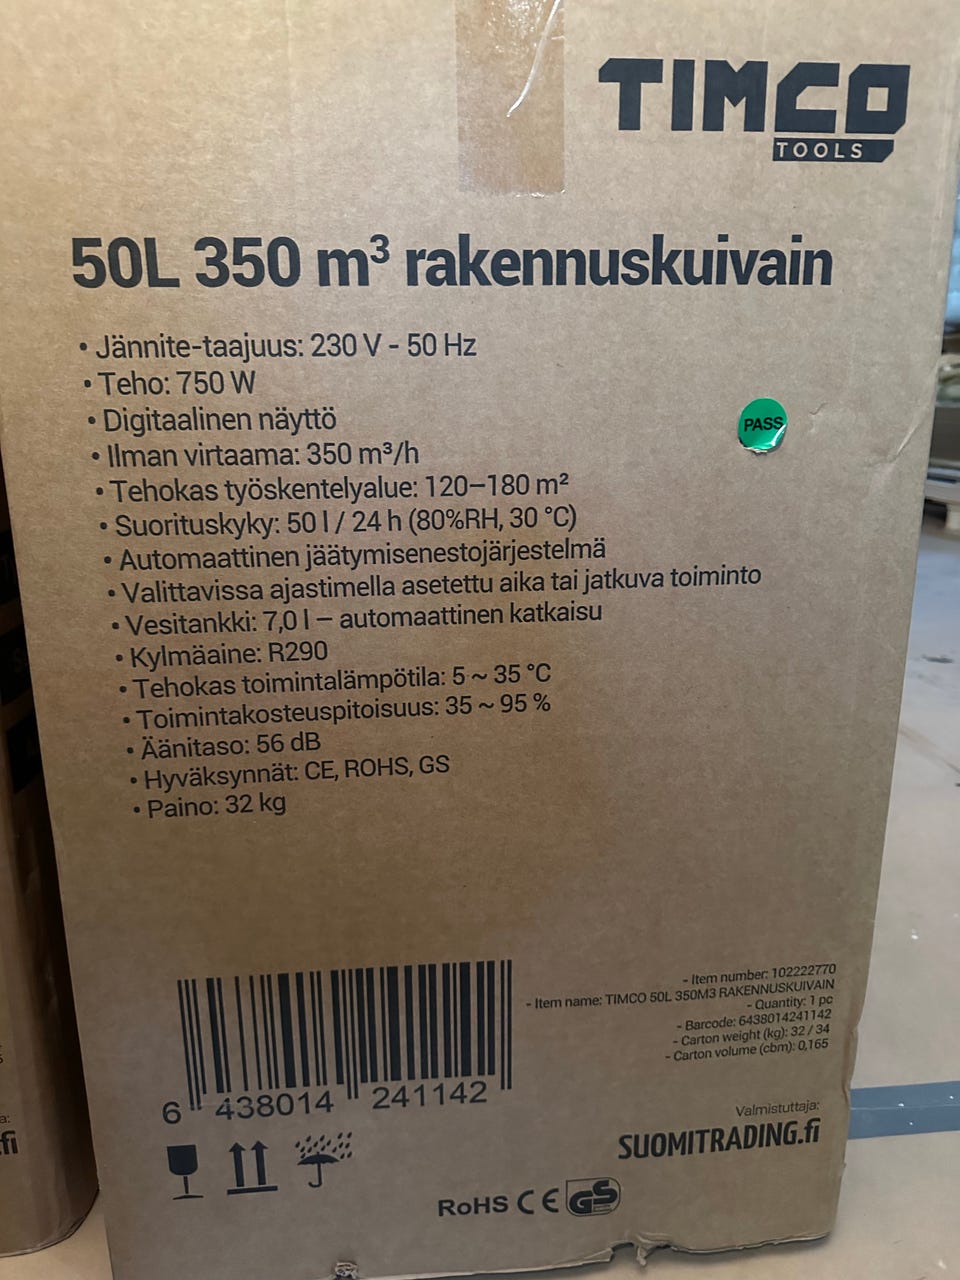 TIMCO
TOOLS
50L 350 m³ rakennuskuivain
• Jännite-taajuus: 230 V - 50 Hz
• Teho: 750 W
• Digitaalinen näyttö
• Ilman virtaama: 350 m³/h
• Tehokas työskentelyalue: 120–180 m²
• Suorituskyky: 50 l / 24 h (80%RH, 30 °C)
• Automaattinen jäätymisenestojärjestelmä
• Valittavissa ajastimella asetettu aika tai jatkuva toiminto
• Vesitankki: 7,0 l – automaattinen katkaisu
• Kylmäaine: R290
• Tehokas toimintalämpötila: 5 ~ 35 °C
• Toimintakosteuspitoisuus: 35 ~ 95 %
• Äänitaso: 56 dB
• Hyväksynnät: CE, ROHS, GS
• Paino: 32 kg
PASS
- Item number: 102222770
- Item name: TIMCO 50L 350M3 RAKENNUSKUIVAIN
- Quantity: 1 pc
- Barcode: 6438014241142
- Carton weight (kg): 32 / 34
- Carton volume (cbm): 0,165
6 438014 241142
Valmistuttaja:
SUOMITRADING.fi
RoHS CE GS